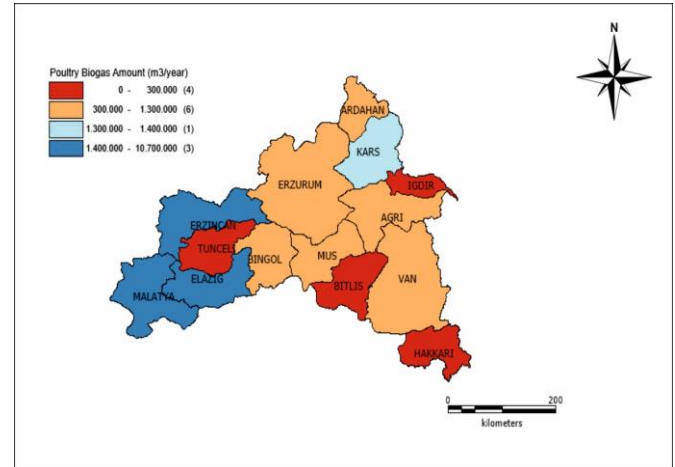 N
Poultry Biogas Amount (m3/year)
0 - 300.000 (4)
300.000 - 1.300.000 (6)
1.300.000 - 1.400.000 (1)
1.400.000 - 10.700.000 (3)
ARDAHAN
KARS
ERZURUM
IGDIR
AGRI
ERZINCAN
TUNCELI
BINGOL
MUS
ELAZIG
BITLIS
VAN
MALATYA
HAKKARI
0 200
kilometers